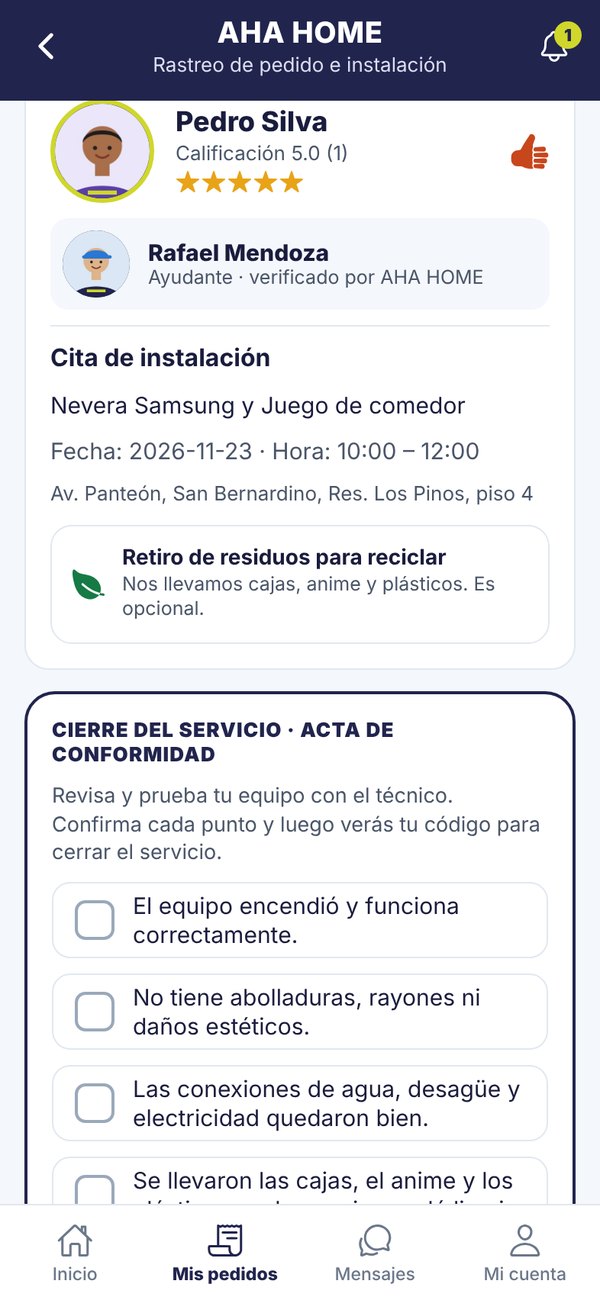 AHA HOME
Rastreo de pedido e instalación
1
Pedro Silva
Calificación 5.0 (1)
Rafael Mendoza
Ayudante · verificado por AHA HOME
Cita de instalación
Nevera Samsung y Juego de comedor
Fecha: 2026-11-23 · Hora: 10:00 – 12:00
Av. Panteón, San Bernardino, Res. Los Pinos, piso 4
Retiro de residuos para reciclar
Nos llevamos cajas, anime y plásticos. Es
opcional.
CIERRE DEL SERVICIO · ACTA DE
CONFORMIDAD
Revisa y prueba tu equipo con el técnico.
Confirma cada punto y luego verás tu código para
cerrar el servicio.
El equipo encendió y funciona
correctamente.
No tiene abolladuras, rayones ni
daños estéticos.
Las conexiones de agua, desagüe y
electricidad quedaron bien.
Se llevaron las cajas, el anime y los
Inicio
Mis pedidos
Mensajes
Mi cuenta